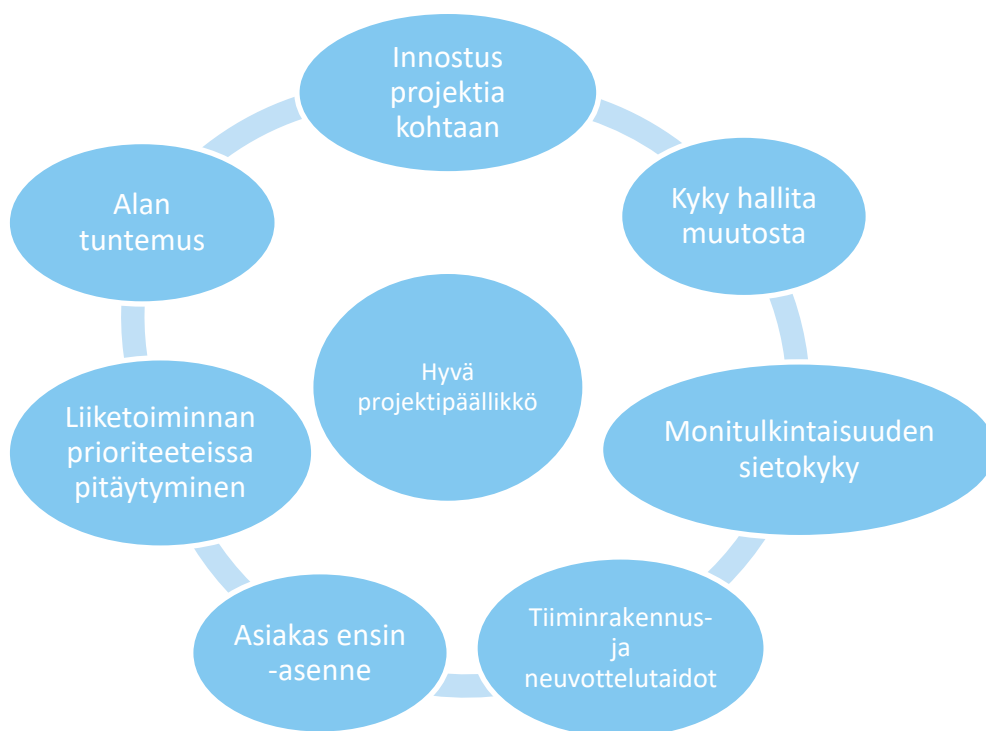 Innostus
projektia
kohtaan
Kyky hallita
muutosta
Monitulkintaisuuden
sietokyky
Tiiminrakennus-
ja
neuvottelutaidot
Asiakas ensin
-asenne
Liiketoiminnan
prioriteeteissa
pitäytyminen
Alan
tuntemus
Hyvä
projektipäällikkö